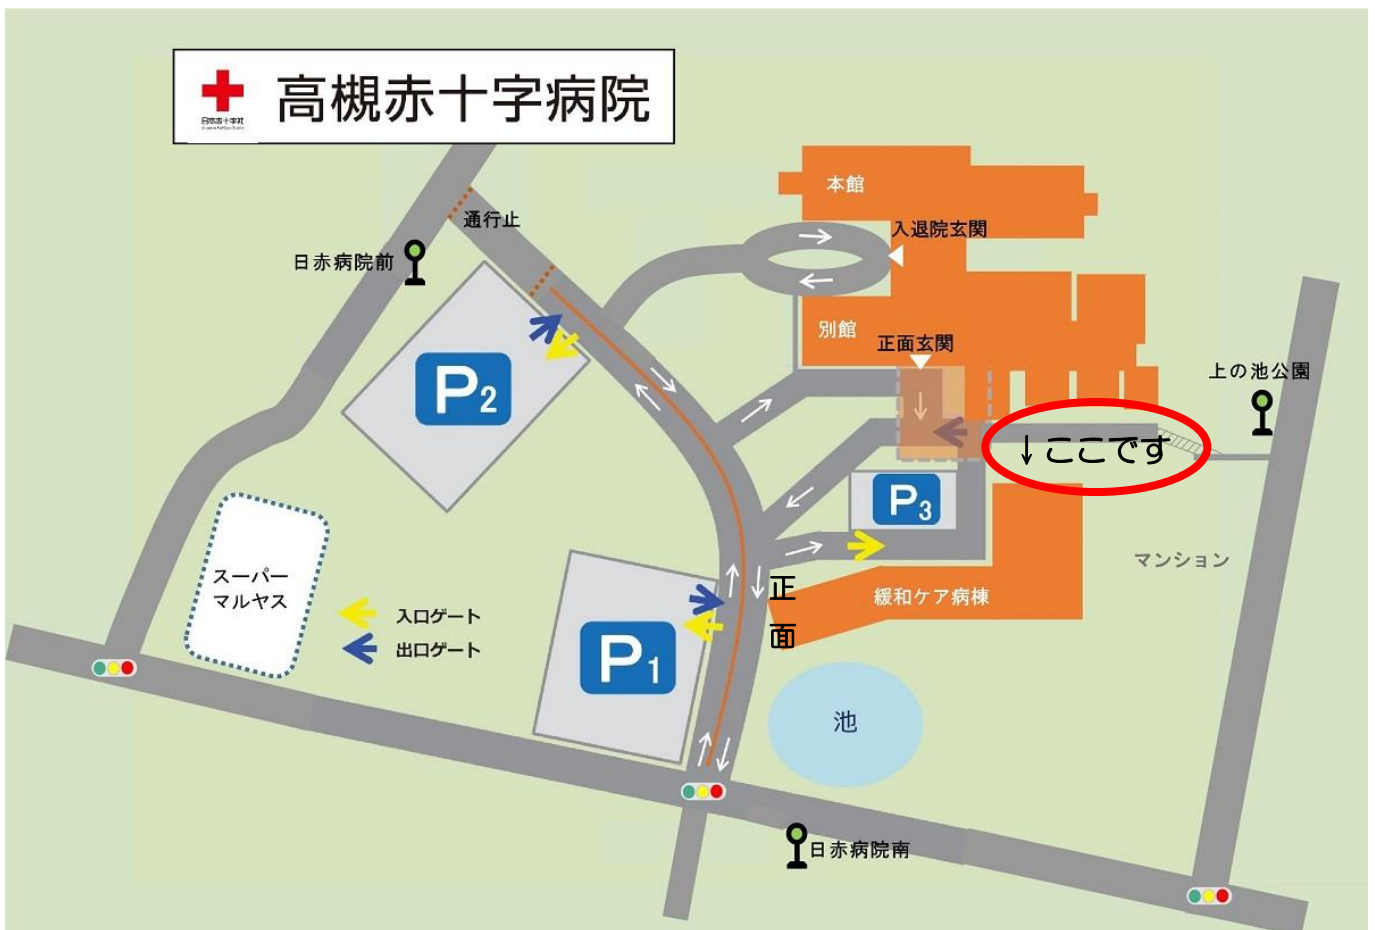 高槻赤十字病院
日本赤十字社
本館
通行止
入退院玄関
日赤病院前
別館
正面玄関
上の池公園
P2
↓ここです
P3
マンション
スーパー
マルヤス
正面
緩和ケア病棟
入口ゲート
出口ゲート
P1
池
日赤病院南